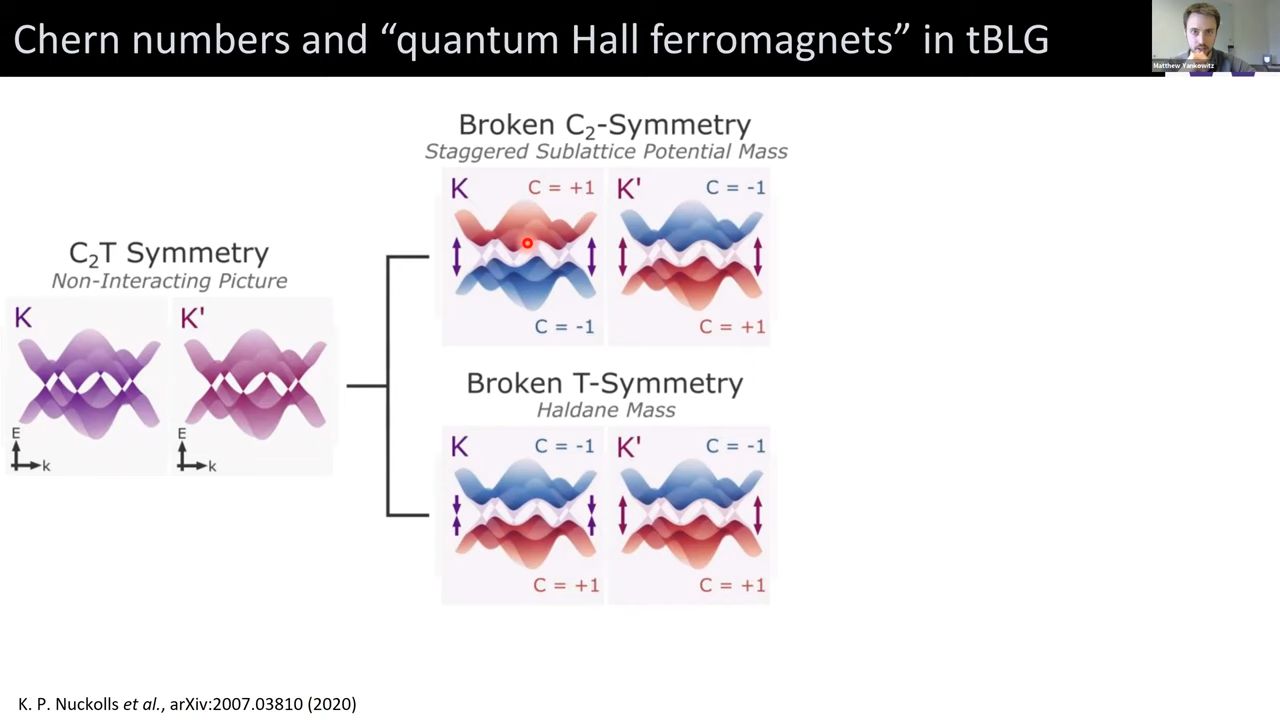 Chern numbers and “quantum Hall ferromagnets” in tBLG
Matthew Yankowitz
Broken C₂-Symmetry
Staggered Sublattice Potential Mass
K C = +1 K' C = -1
C = -1 C = +1
C₂T Symmetry
Non-Interacting Picture
K K'
E E
k k
Broken T-Symmetry
Haldane Mass
K C = -1 K' C = -1
C = +1 C = +1
K. P. Nuckolls et al., arXiv:2007.03810 (2020)